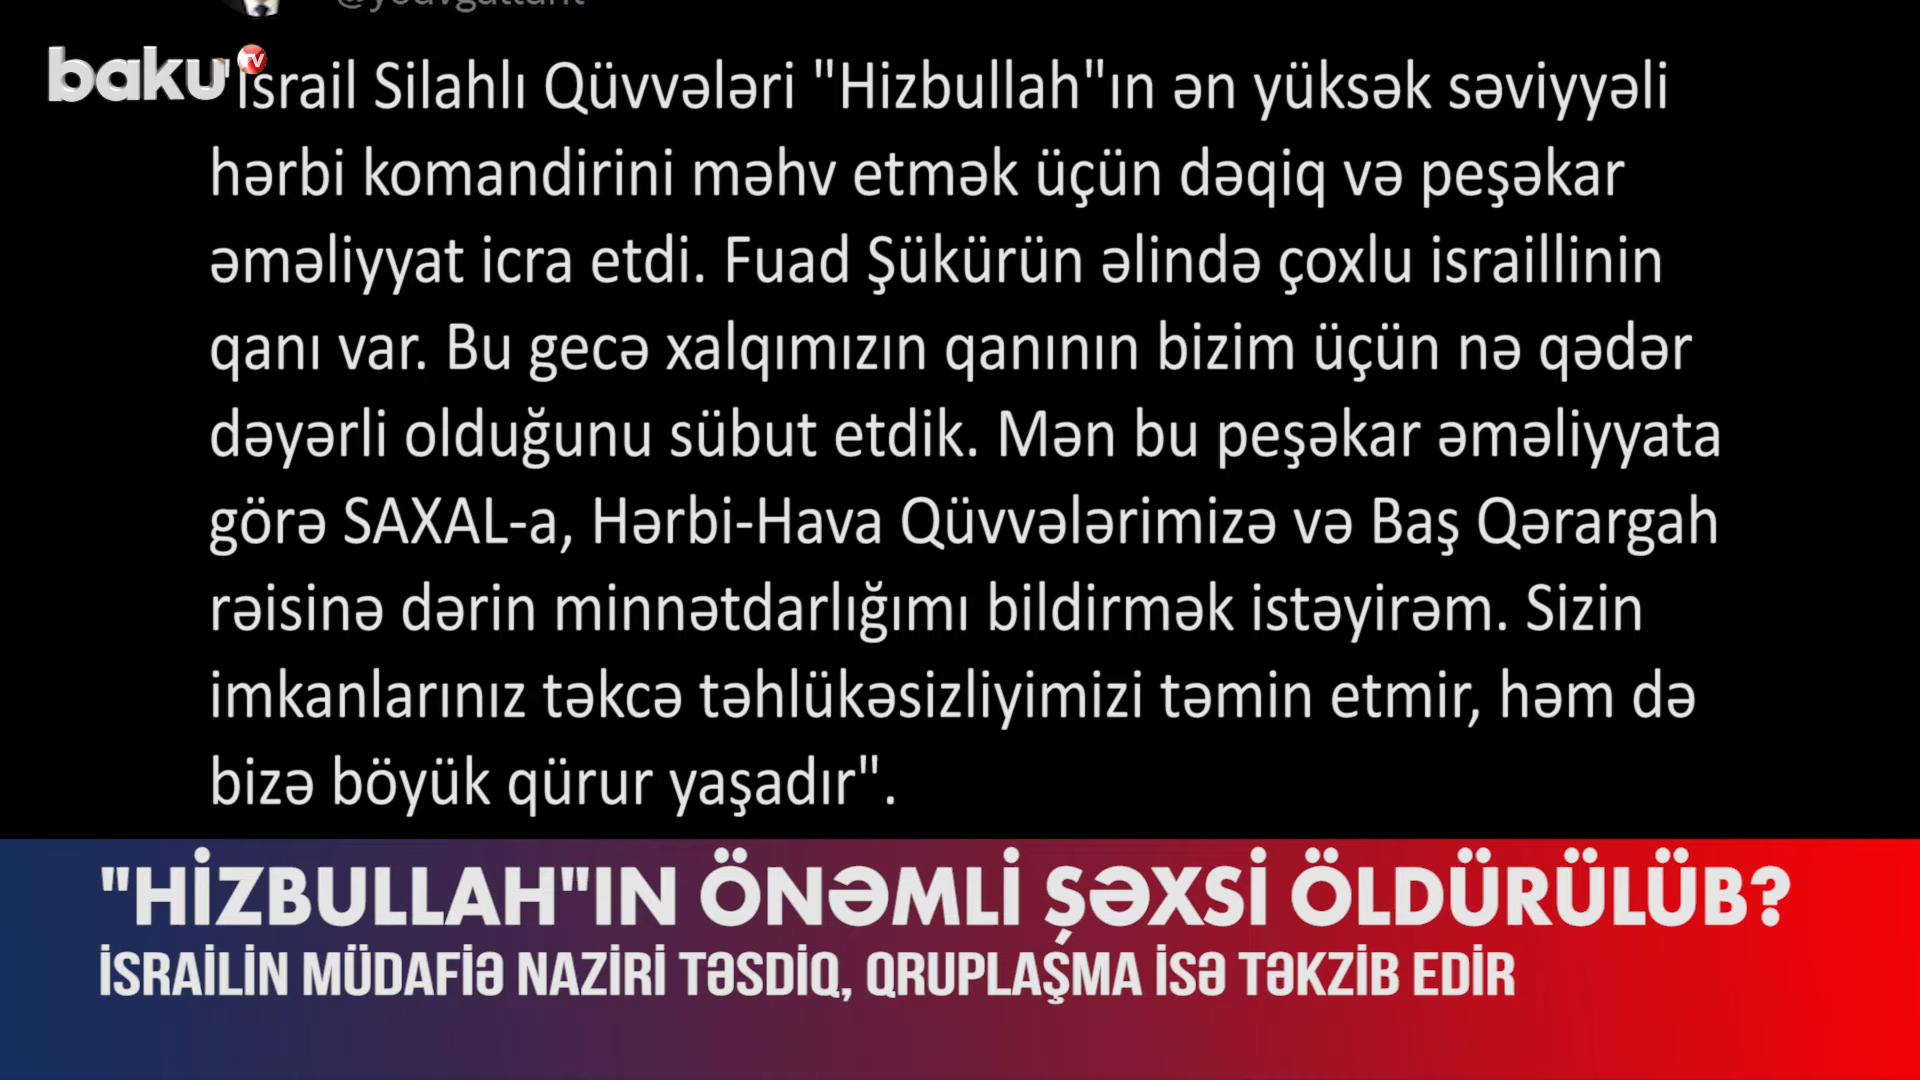 @yoavgallant
baku TV
"İsrail Silahlı Qüvvələri "Hizbullah"ın ən yüksək səviyyəli
hərbi komandirini məhv etmək üçün dəqiq və peşəkar
əməliyyat icra etdi. Fuad Şükürün əlində çoxlu israillinin
qanı var. Bu gecə xalqımızın qanının bizim üçün nə qədər
dəyərli olduğunu sübut etdik. Mən bu peşəkar əməliyyata
görə SAXAL-a, Hərbi-Hava Qüvvələrimizə və Baş Qərargah
rəisinə dərin minnətdarlığımı bildirmək istəyirəm. Sizin
imkanlarınız təkcə təhlükəsizliyimizi təmin etmir, həm də
bizə böyük qürur yaşadır".
"HİZBULLAH"IN ÖNƏMLİ ŞƏXSİ ÖLDÜRÜLÜB?
İSRAİLİN MÜDAFİƏ NAZİRİ TƏSDİQ, QRUPLAŞMA İSƏ TƏKZİB EDİR